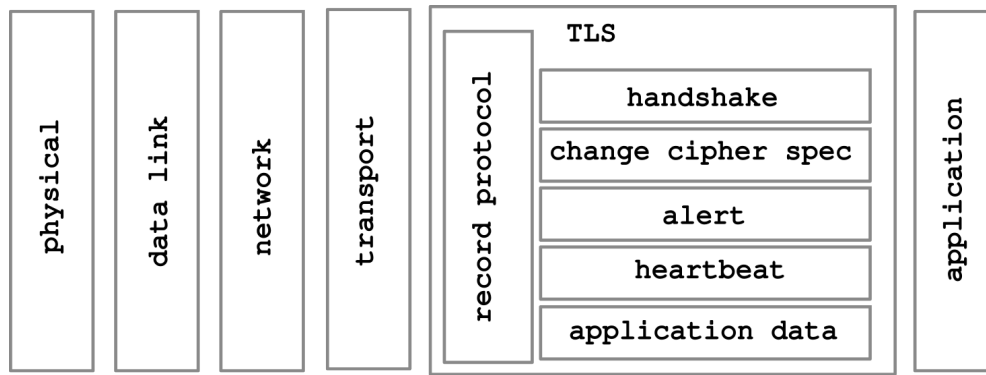 physical
data link
network
transport
TLS
record protocol
handshake
change cipher spec
alert
heartbeat
application data
application